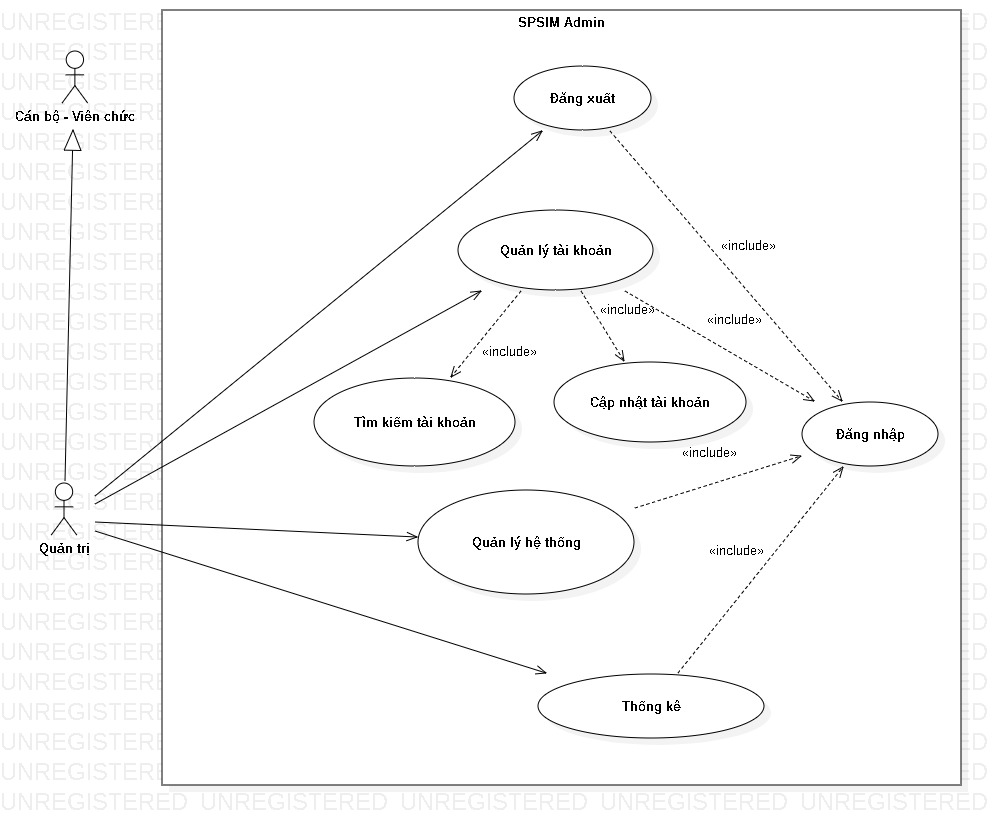 SPSIM Admin
Cán bộ - Viên chức
Đăng xuất
«include»
Quản lý tài khoản
«include»
«include»
«include»
Tìm kiếm tài khoản
Cập nhật tài khoản
Đăng nhập
«include»
Quản trị
Quản lý hệ thống
«include»
Thống kê
UNREGISTERED UNREGISTERED UNREGISTERED UNREGISTERED UNREGISTERED